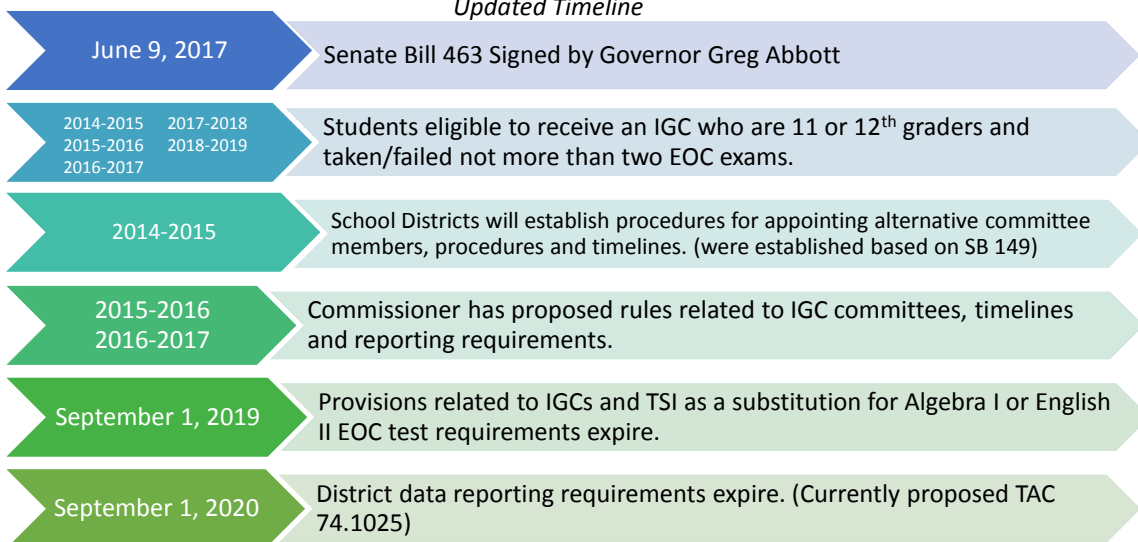 Updated Timeline
June 9, 2017
Senate Bill 463 Signed by Governor Greg Abbott
2014-2015 2017-2018
2015-2016 2018-2019
2016-2017
Students eligible to receive an IGC who are 11 or 12th graders and
taken/failed not more than two EOC exams.
2014-2015
School Districts will establish procedures for appointing alternative committee
members, procedures and timelines. (were established based on SB 149)
2015-2016
2016-2017
Commissioner has proposed rules related to IGC committees, timelines
and reporting requirements.
September 1, 2019
Provisions related to IGCs and TSI as a substitution for Algebra I or English
II EOC test requirements expire.
September 1, 2020
District data reporting requirements expire. (Currently proposed TAC
74.1025)